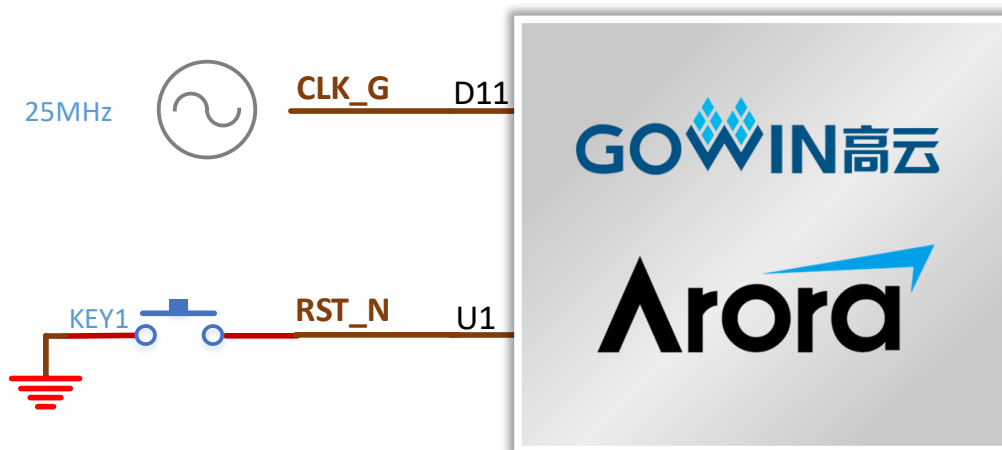 25MHz
CLK_G
D11
GOWIN高云
Arora
KEY1
RST_N
U1